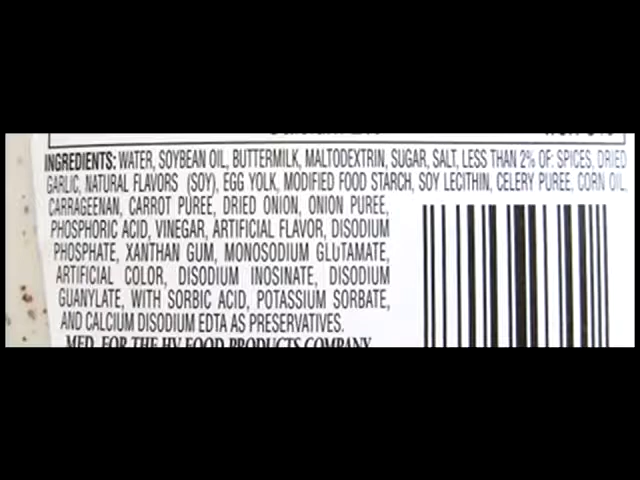 INGREDIENTS: WATER, SOYBEAN OIL, BUTTERMILK, MALTODEXTRIN, SUGAR, SALT, LESS THAN 2% OF: SPICES, DRIED
GARLIC, NATURAL FLAVORS (SOY), EGG YOLK, MODIFIED FOOD STARCH, SOY LECITHIN, CELERY PUREE, CORN OIL,
CARRAGEENAN, CARROT PUREE, DRIED ONION, ONION PUREE,
PHOSPHORIC ACID, VINEGAR, ARTIFICIAL FLAVOR, DISODIUM
PHOSPHATE, XANTHAN GUM, MONOSODIUM GLUTAMATE,
ARTIFICIAL COLOR, DISODIUM INOSINATE, DISODIUM
GUANYLATE, WITH SORBIC ACID, POTASSIUM SORBATE,
AND CALCIUM DISODIUM EDTA AS PRESERVATIVES.
MFD. FOR THE HV FOOD PRODUCTS COMPANY